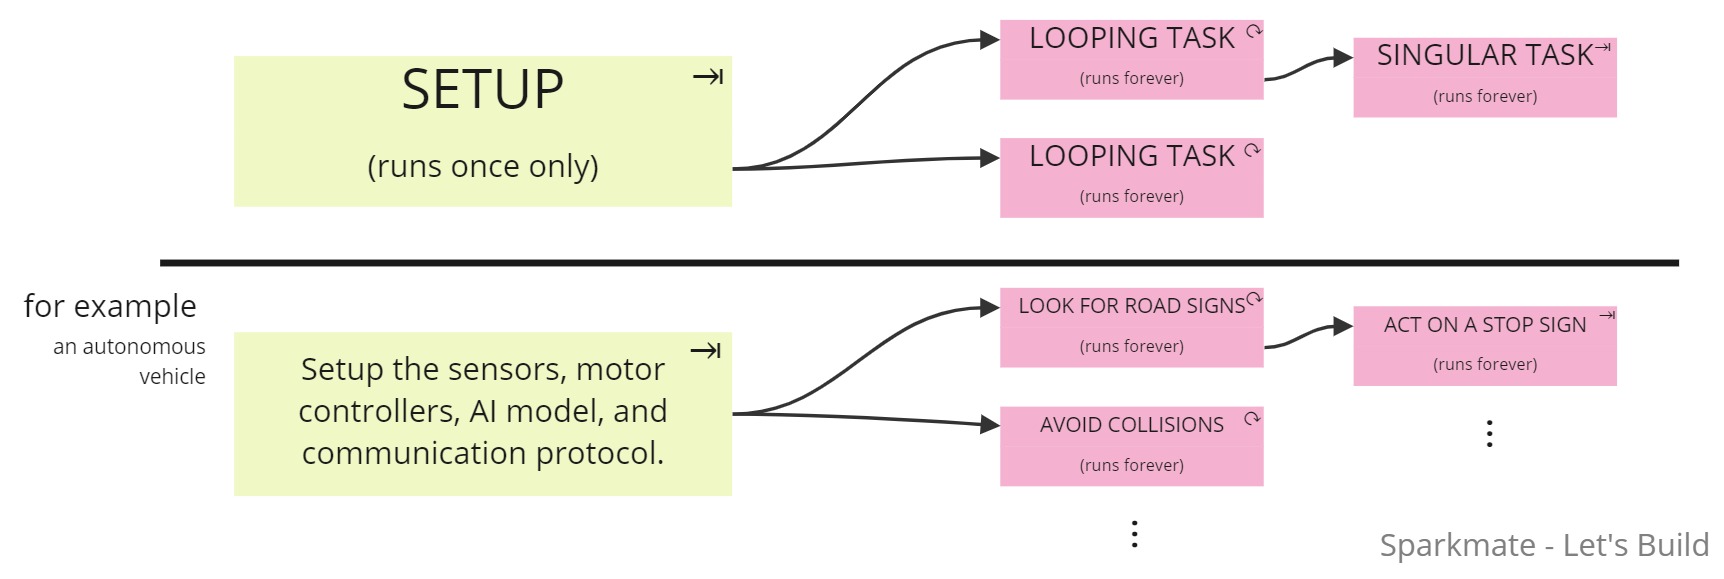 SETUP
(runs once only)
LOOPING TASK
(runs forever)
SINGULAR TASK
(runs forever)
LOOPING TASK
(runs forever)
for example
an autonomous
vehicle
Setup the sensors, motor
controllers, AI model, and
communication protocol.
LOOK FOR ROAD SIGNS
(runs forever)
ACT ON A STOP SIGN
(runs forever)
AVOID COLLISIONS
(runs forever)
Sparkmate - Let's Build